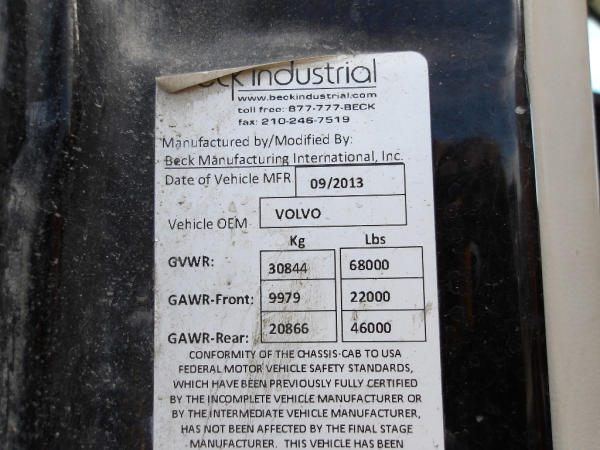 Beck industrial
www.beckindustrial.com
toll free: 877-777-BECK
fax: 210-246-7519
Manufactured by/Modified By:
Beck Manufacturing International, Inc.
Date of Vehicle MFR 09/2013
Vehicle OEM VOLVO
Kg Lbs
GVWR: 30844 68000
GAWR-Front: 9979 22000
GAWR-Rear: 20866 46000
CONFORMITY OF THE CHASSIS-CAB TO USA
FEDERAL MOTOR VEHICLE SAFETY STANDARDS,
WHICH HAVE BEEN PREVIOUSLY FULLY CERTIFIED
BY THE INCOMPLETE VEHICLE MANUFACTURER OR
BY THE INTERMEDIATE VEHICLE MANUFACTURER,
HAS NOT BEEN AFFECTED BY THE FINAL STAGE
MANUFACTURER. THIS VEHICLE HAS BEEN